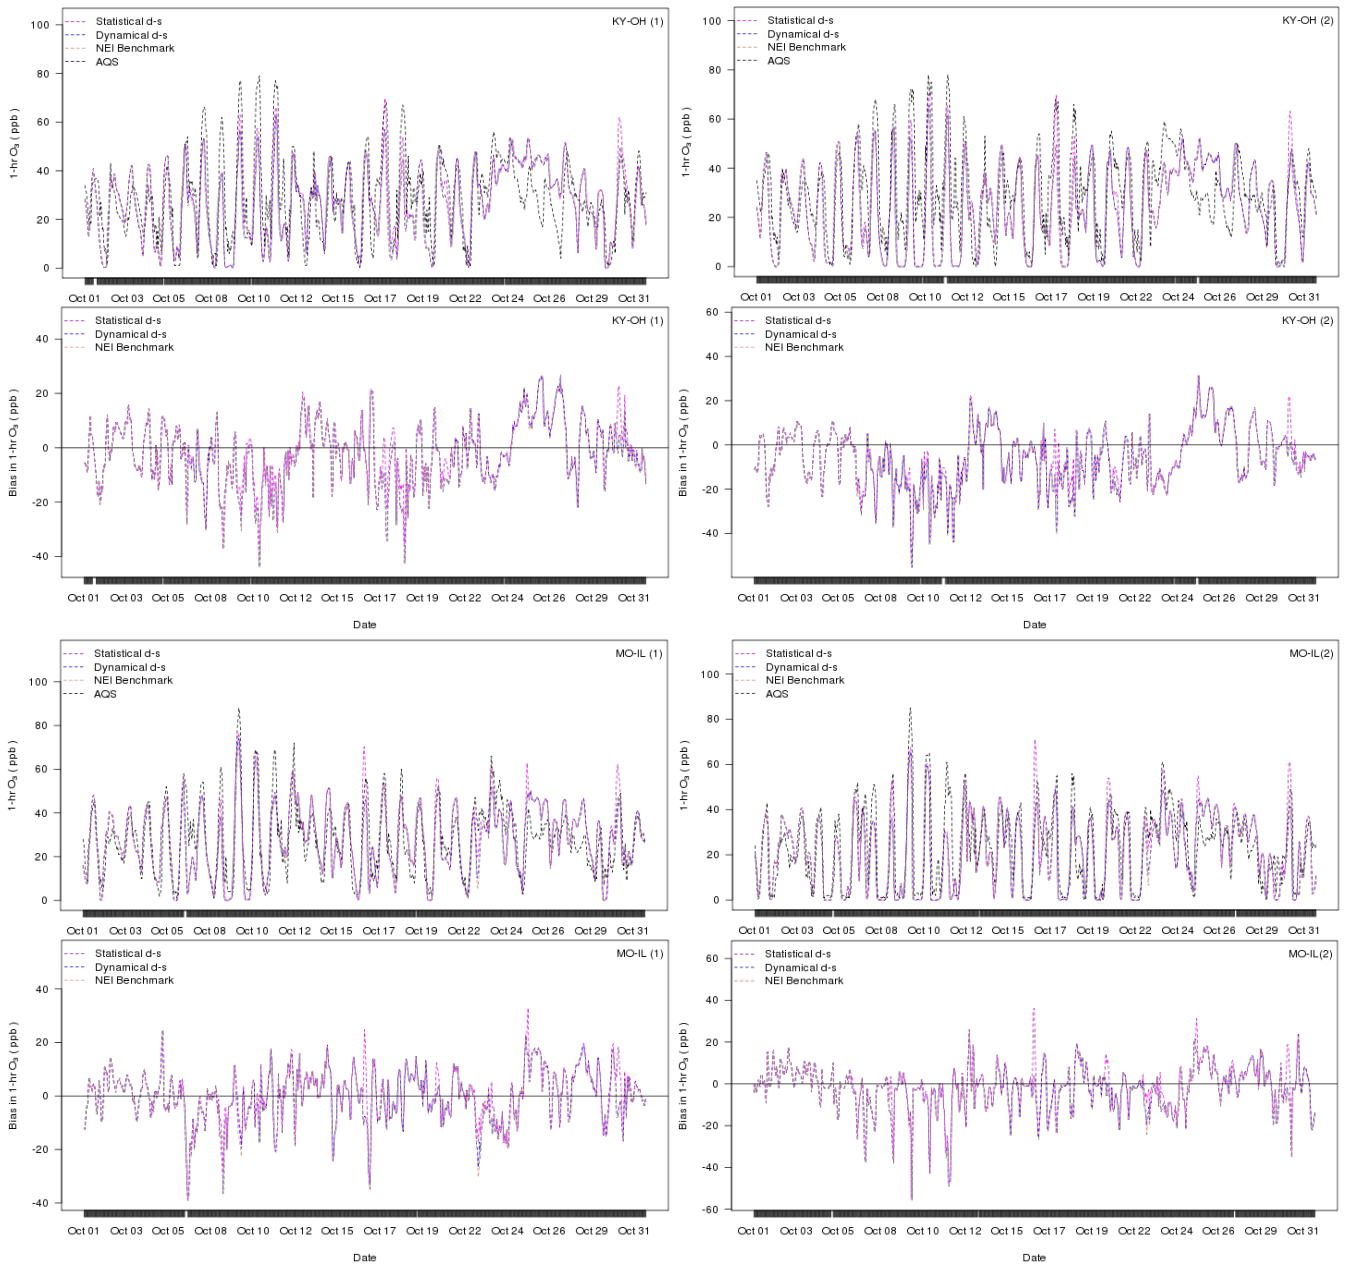 Statistical d-s
Dynamical d-s
NEI Benchmark
AQS
KY-OH (1)
1-hr O3 ( ppb )
100
80
60
40
20
0
Oct 01 Oct 03 Oct 05 Oct 08 Oct 10 Oct 12 Oct 15 Oct 17 Oct 19 Oct 22 Oct 24 Oct 26 Oct 29 Oct 31
Statistical d-s
Dynamical d-s
NEI Benchmark
AQS
KY-OH (2)
1-hr O3 ( ppb )
100
80
60
40
20
0
Oct 01 Oct 03 Oct 05 Oct 08 Oct 10 Oct 12 Oct 15 Oct 17 Oct 19 Oct 22 Oct 24 Oct 26 Oct 29 Oct 31
Statistical d-s
Dynamical d-s
NEI Benchmark
KY-OH (1)
Bias in 1-hr O3 ( ppb )
40
20
0
-20
-40
Oct 01 Oct 03 Oct 05 Oct 08 Oct 10 Oct 12 Oct 15 Oct 17 Oct 19 Oct 22 Oct 24 Oct 26 Oct 29 Oct 31
Date
Statistical d-s
Dynamical d-s
NEI Benchmark
KY-OH (2)
Bias in 1-hr O3 ( ppb )
60
40
20
0
-20
-40
Oct 01 Oct 03 Oct 05 Oct 08 Oct 10 Oct 12 Oct 15 Oct 17 Oct 19 Oct 22 Oct 24 Oct 26 Oct 29 Oct 31
Date
Statistical d-s
Dynamical d-s
NEI Benchmark
AQS
MO-IL (1)
1-hr O3 ( ppb )
100
80
60
40
20
0
Oct 01 Oct 03 Oct 05 Oct 08 Oct 10 Oct 12 Oct 15 Oct 17 Oct 19 Oct 22 Oct 24 Oct 26 Oct 29 Oct 31
Statistical d-s
Dynamical d-s
NEI Benchmark
AQS
MO-IL(2)
1-hr O3 ( ppb )
100
80
60
40
20
0
Oct 01 Oct 03 Oct 05 Oct 08 Oct 10 Oct 12 Oct 15 Oct 17 Oct 19 Oct 22 Oct 24 Oct 26 Oct 29 Oct 31
Statistical d-s
Dynamical d-s
NEI Benchmark
MO-IL (1)
Bias in 1-hr O3 ( ppb )
40
20
0
-20
-40
Oct 01 Oct 03 Oct 05 Oct 08 Oct 10 Oct 12 Oct 15 Oct 17 Oct 19 Oct 22 Oct 24 Oct 26 Oct 29 Oct 31
Date
Statistical d-s
Dynamical d-s
NEI Benchmark
MO-IL(2)
Bias in 1-hr O3 ( ppb )
60
40
20
0
-20
-40
-60
Oct 01 Oct 03 Oct 05 Oct 08 Oct 10 Oct 12 Oct 15 Oct 17 Oct 19 Oct 22 Oct 24 Oct 26 Oct 29 Oct 31
Date